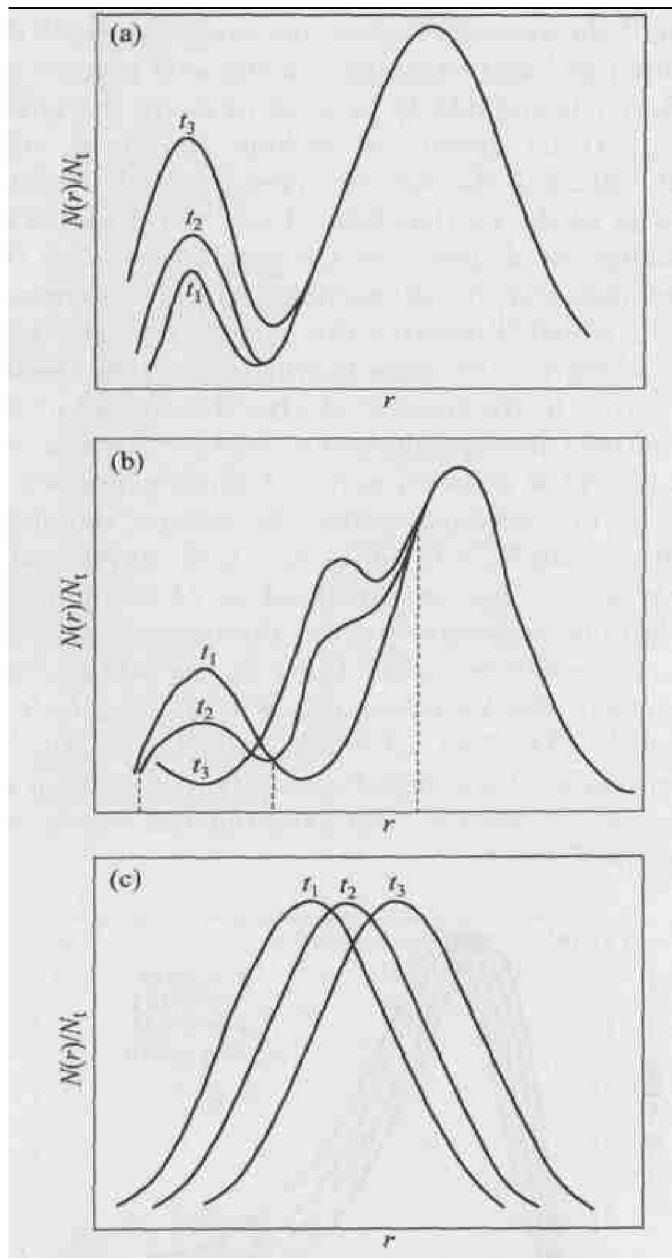 (a)
t₃
t₂
t₁
N(r)/Nₜ
r
(b)
t₁
t₂
t₃
N(r)/Nₜ
r
(c)
t₁ t₂ t₃
N(r)/Nₜ
r